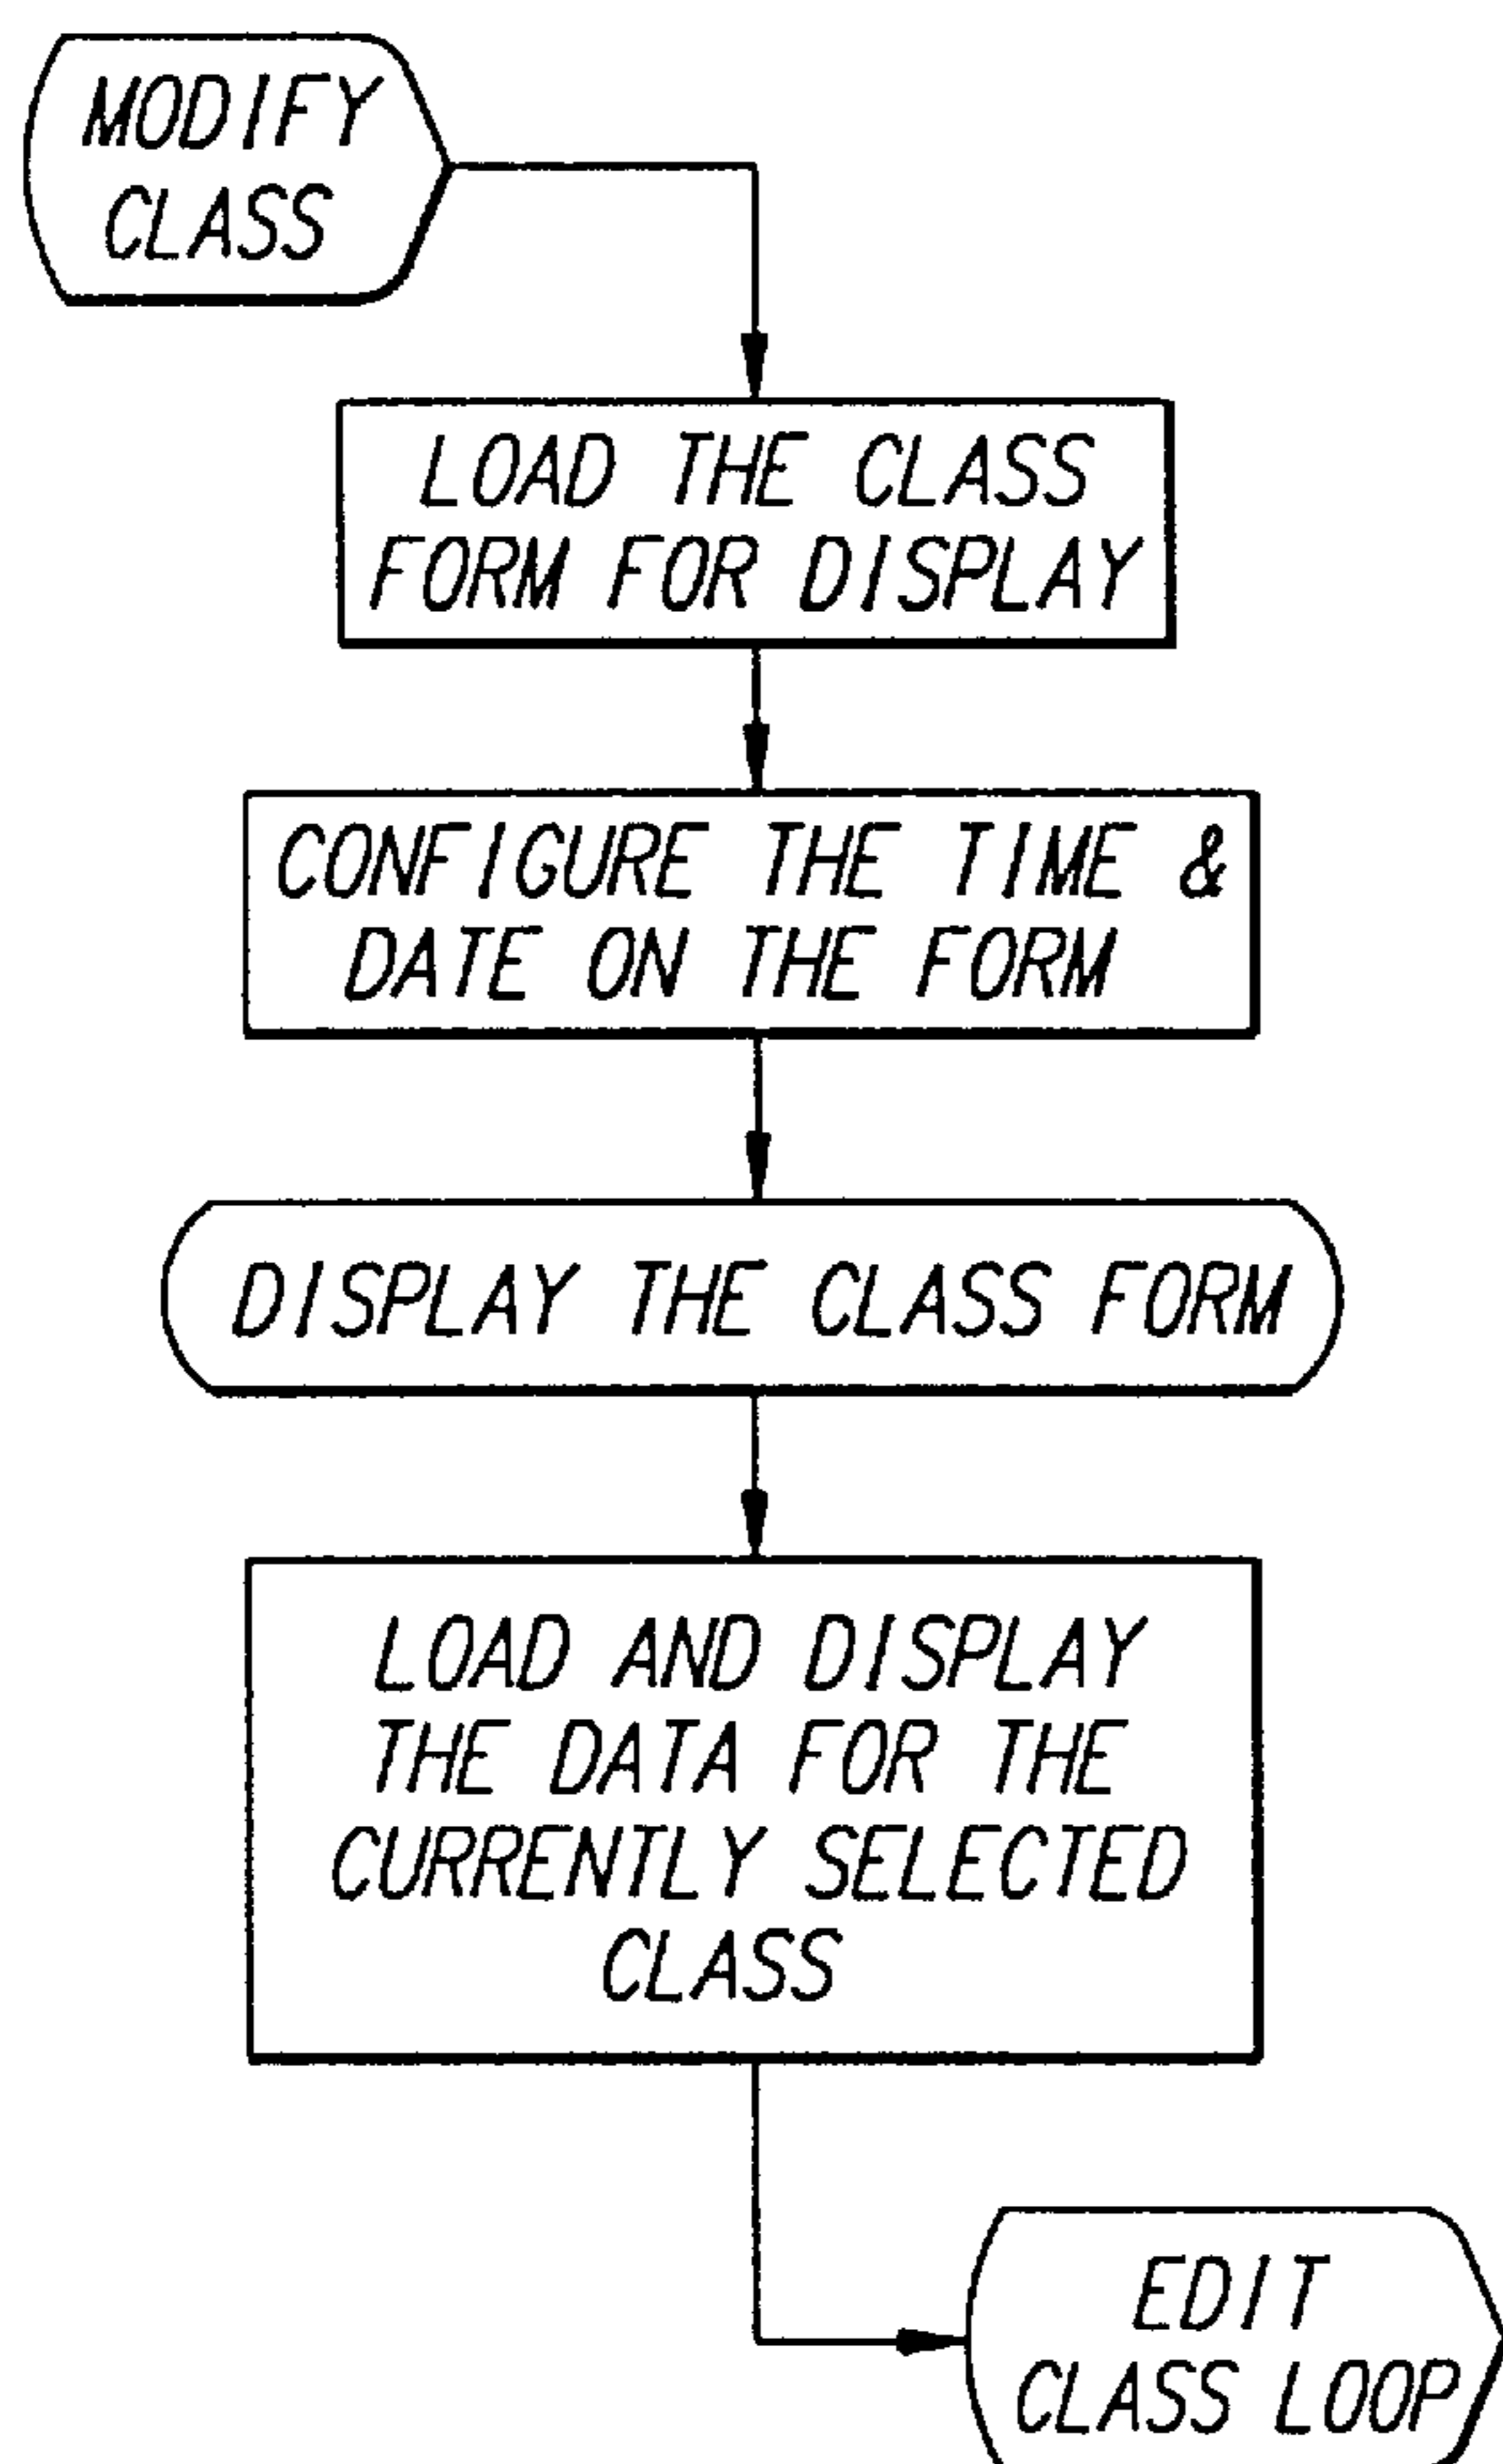 MODIFY
CLASS
LOAD THE CLASS
FORM FOR DISPLAY
CONFIGURE THE TIME &
DATE ON THE FORM
DISPLAY THE CLASS FORM
LOAD AND DISPLAY
THE DATA FOR THE
CURRENTLY SELECTED
CLASS
EDIT
CLASS LOOP